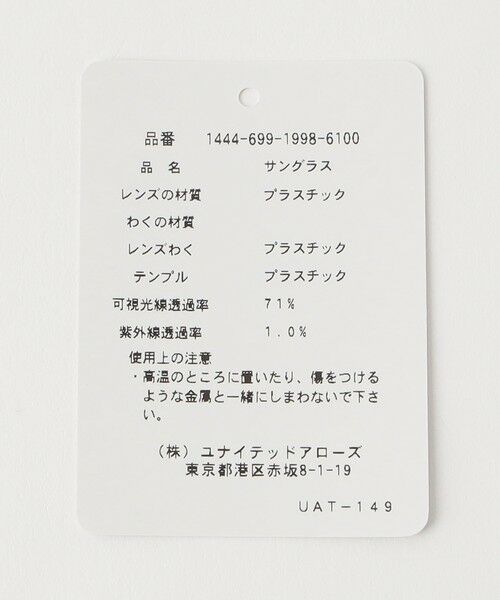 品番 1444-699-1998-6100
品 名 サングラス
レンズの材質 プラスチック
わくの材質
レンズわく プラスチック
テンプル プラスチック
可視光線透過率 71%
紫外線透過率 1.0%
使用上の注意
・高温のところに置いたり、傷をつける
ような金属と一緒にしまわないで下さ
い。
(株) ユナイテッドアローズ
東京都港区赤坂8-1-19
UAT-149